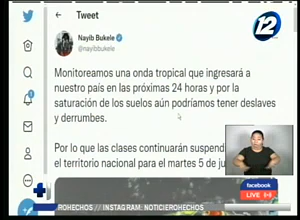 Tweet
12
Nayib Bukele
@nayibbukele
Monitoreamos una onda tropical que ingresará a
nuestro país en las próximas 24 horas y por la
saturación de los suelos aún podríamos tener deslaves
y derrumbes.
Por lo que las clases continuarán suspend
el territorio nacional para el martes 5 de ju
facebook
LIVE
ROHECHOS // INSTAGRAM: NOTICIEROHECHOS